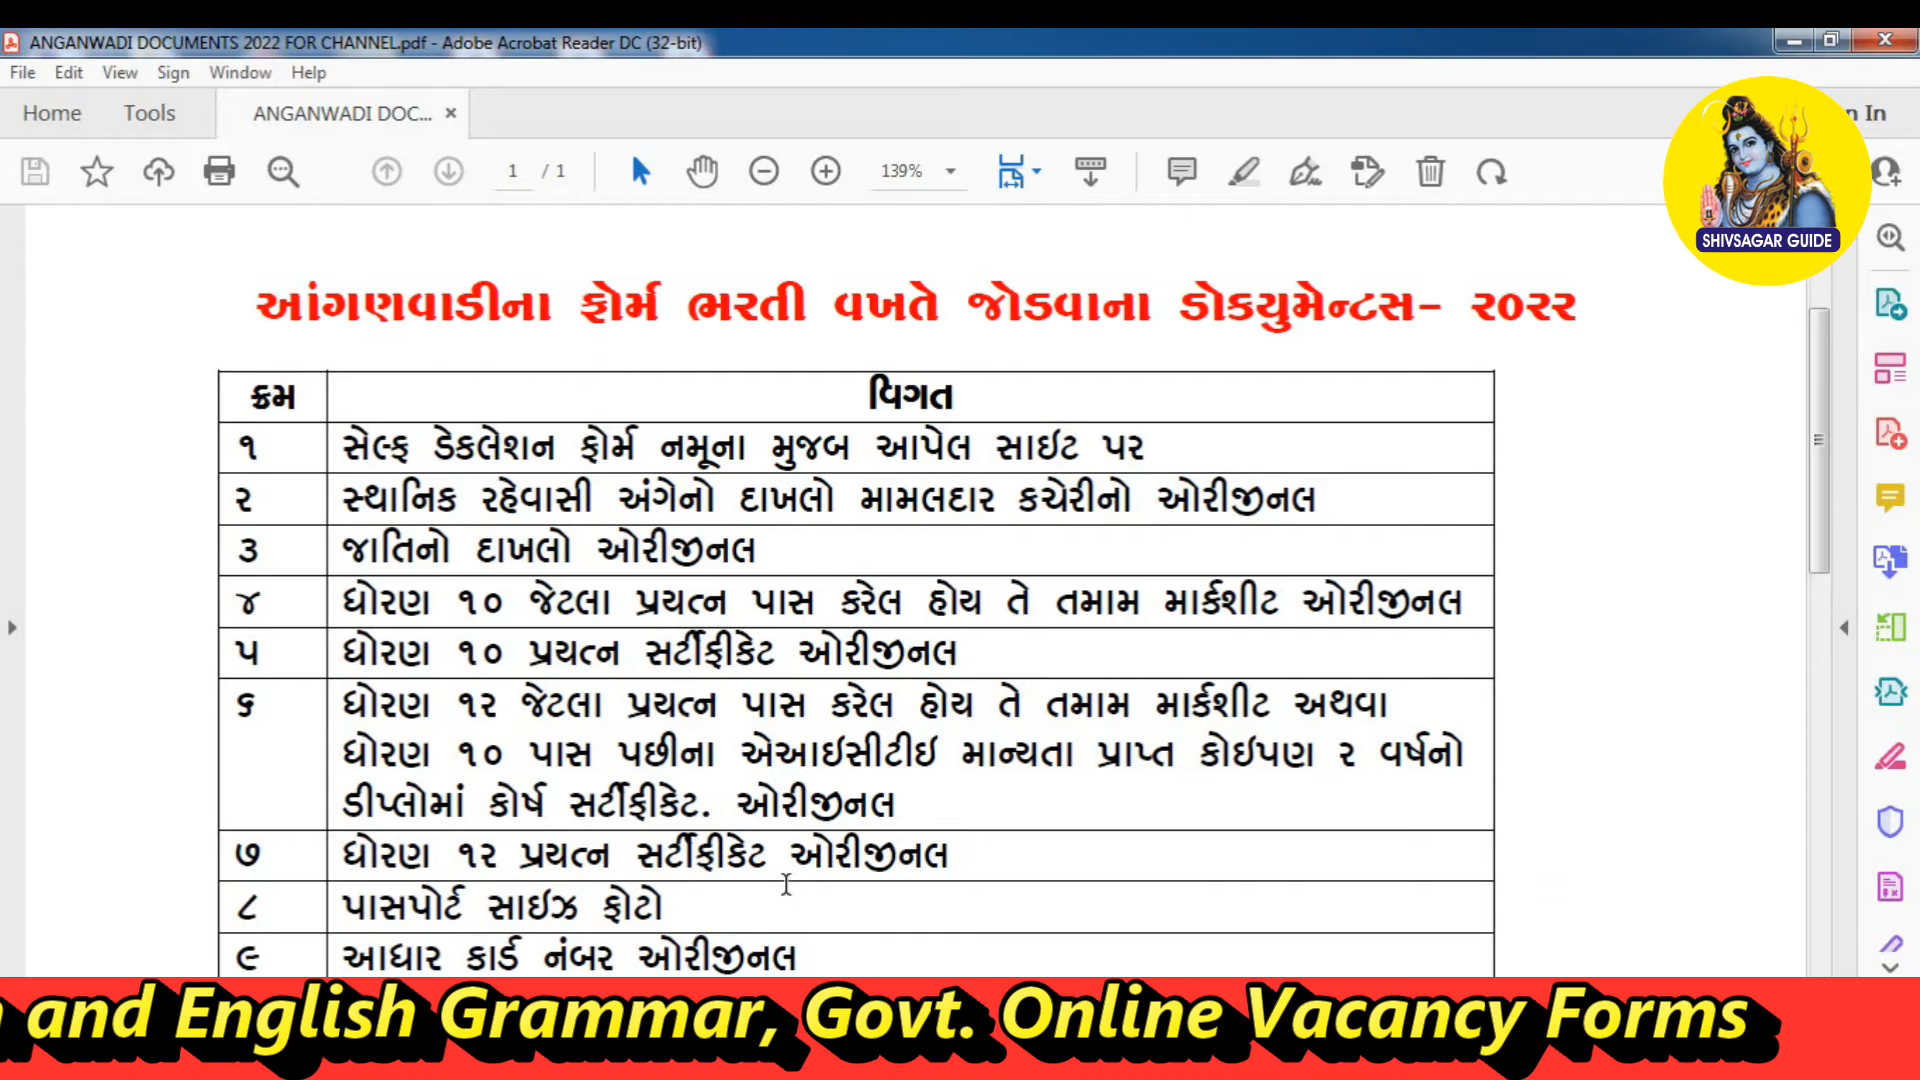 ANGANWADI DOCUMENTS 2022 FOR CHANNEL.pdf - Adobe Acrobat Reader DC (32-bit)
File Edit View Sign Window Help
Home Tools ANGANWADI DOC... ×
n In
1 / 1 139%
SHIVSAGAR GUIDE
આંગણવાડીના ફોર્મ ભરતી વખતે જોડવાના ડોક્યુમેન્ટસ– ૨૦૨૨
ક્રમ વિગત
૧ સેલ્ફ ડેકલેશન ફોર્મ નમૂના મુજબ આપેલ સાઇટ પર
૨ સ્થાનિક રહેવાસી અંગેનો દાખલો મામલદાર કચેરીનો ઓરીજીનલ
૩ જાતિનો દાખલો ઓરીજીનલ
૪ ધોરણ ૧૦ જેટલા પ્રયત્ન પાસ કરેલ હોય તે તમામ માર્કશીટ ઓરીજીનલ
૫ ધોરણ ૧૦ પ્રયત્ન સર્ટીફીકેટ ઓરીજીનલ
૬ ધોરણ ૧૨ જેટલા પ્રયત્ન પાસ કરેલ હોય તે તમામ માર્કશીટ અથવા
ધોરણ ૧૦ પાસ પછીના એઆઇસીટીઇ માન્યતા પ્રાપ્ત કોઇપણ ૨ વર્ષનો
ડીપ્લોમાં કોર્ષ સર્ટીફીકેટ. ઓરીજીનલ
૭ ધોરણ ૧૨ પ્રયત્ન સર્ટીફીકેટ ઓરીજીનલ
૮ પાસપોર્ટ સાઇઝ ફોટો
૯ આધાર કાર્ડ નંબર ઓરીજીનલ
and English Grammar, Govt. Online Vacancy Forms